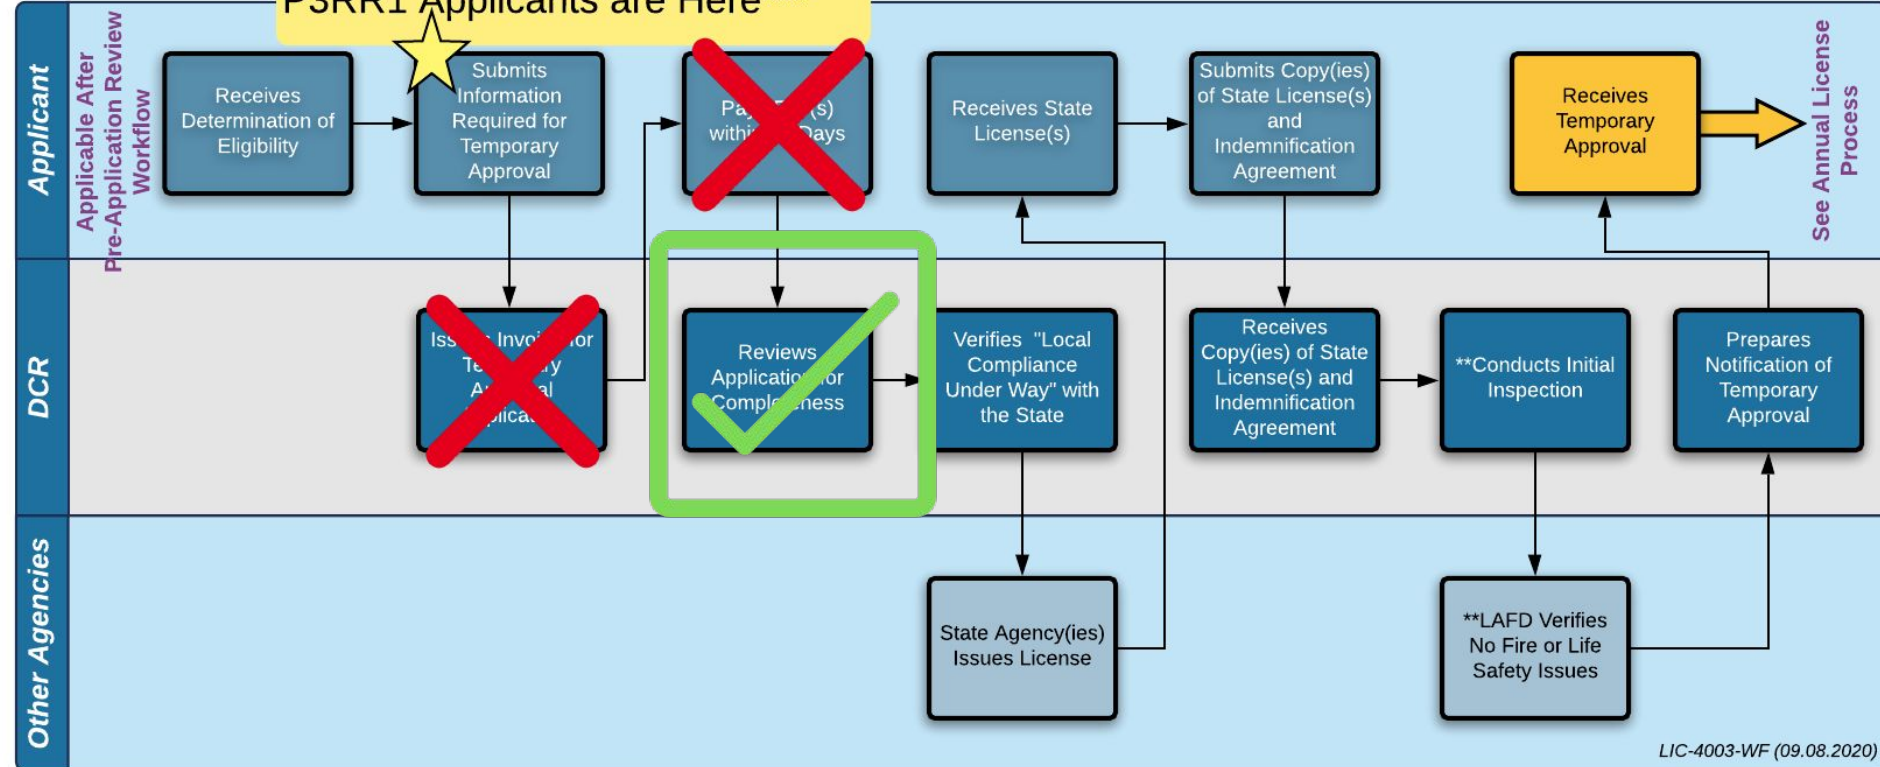 P3RR1 Applicants are Here
Applicant
Applicable After
Pre-Application Review
Workflow
Receives
Determination of
Eligibility
Submits
Information
Required for
Temporary
Approval
Days
Receives State
License(s)
Submits Copy(ies)
of State License(s)
and
Indemnification
Agreement
Receives
Temporary
Approval
See Annual License
Process
DCR
for
Reviews
Application for
Completeness
Verifies "Local
Compliance
Under Way" with
the State
Receives
Copy(ies) of State
License(s) and
Indemnification
Agreement
**Conducts Initial
Inspection
Prepares
Notification of
Temporary
Approval
Other Agencies
State Agency(ies)
Issues License
**LAFD Verifies
No Fire or Life
Safety Issues
LIC-4003-WF (09.08.2020)